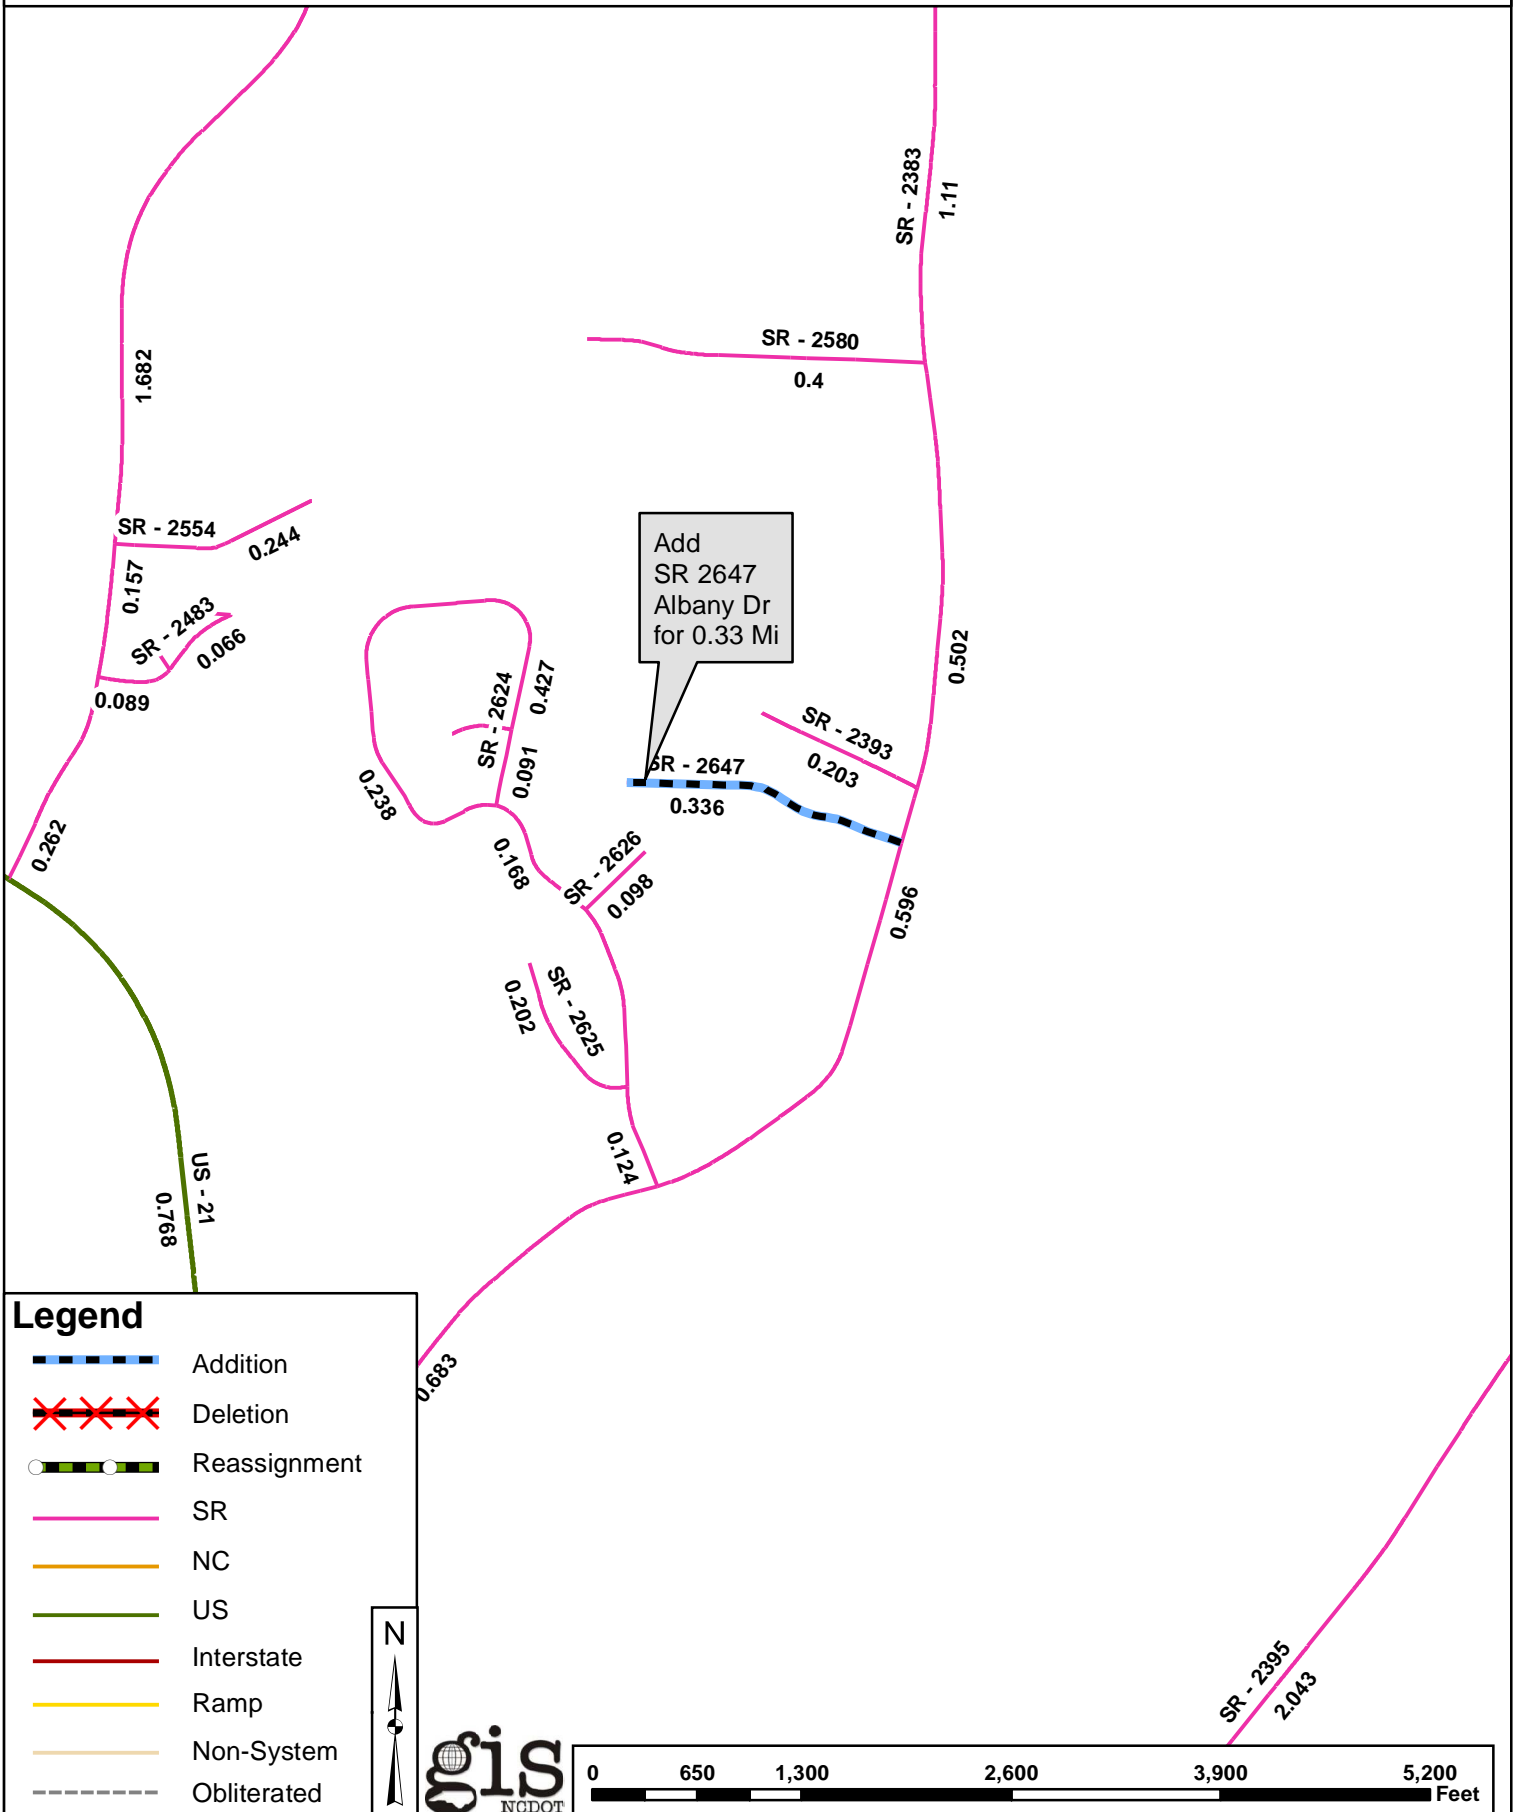 SR - 2383
1.11
SR - 2580
0.4
1.682
SR - 2554
0.244
0.157
SR - 2483
0.066
0.089
Add
SR 2647
Albany Dr
for 0.33 Mi
0.502
SR - 2624
0.427
0.091
SR - 2393
0.203
SR - 2647
0.336
0.238
0.262
0.168
SR - 2626
0.098
0.596
SR - 2625
0.202
0.124
US - 21
0.768
0.683
SR - 2395
2.043
Legend
Addition
Deletion
Reassignment
SR
NC
US
Interstate
Ramp
Non-System
Obliterated
N
gis
NCDOT
0 650 1,300 2,600 3,900 5,200
Feet